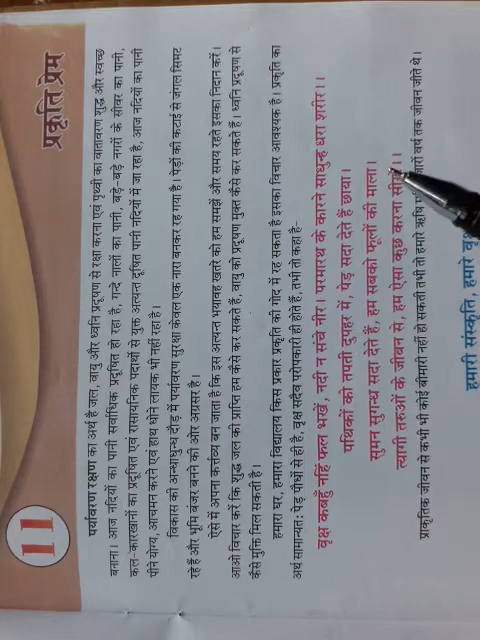 11
प्रकृति प्रेम
पर्यावरण रक्षण का अर्थ है जल, वायु और ध्वनि प्रदूषण से रक्षा करना एवं पृथ्वी का वातावरण शुद्ध और स्वच्छ
बनाना। आज नदियों का पानी सर्वाधिक प्रदूषित हो रहा है, गन्दे नालों का पानी, बड़े-बड़े नगरों के सीवर का पानी,
कल-कारखानों का प्रदूषित एवं रासायनिक पदार्थों से युक्त अत्यन्त दूषित पानी नदियों में जा रहा है, आज नदियों का पानी
पीने योग्य, आचमन करने एवं हाथ धोने लायक भी नहीं रहा है।
विकास की अन्धाधुन्ध दौड़ में पर्यावरण सुरक्षा केवल एक नारा बनकर रह गया है। पेड़ों की कटाई से जंगल सिमट
रहे हैं और भूमि बंजर बनने की ओर अग्रसर है।
ऐसे में अपना कर्त्तव्य बन जाता है कि इस अत्यन्त भयावह खतरे को हम समझें और समय रहते इसका निदान करें।
आओ विचार करें कि शुद्ध जल की प्राप्ति हम कैसे कर सकते हैं, वायु को प्रदूषण मुक्त कैसे कर सकते हैं। ध्वनि प्रदूषण से
कैसे मुक्ति मिल सकती है।
हमारा घर, हमारा विद्यालय किस प्रकार प्रकृति की गोद में रह सकता है इसका विचार आवश्यक है। प्रकृति का
अर्थ सामान्यतः पेड़ पौधों से ही है, वृक्ष सदैव परोपकारी ही होते हैं, तभी तो कहा है-
वृक्ष कबहुँ नहिं फल भखें, नदी न संचै नीर। परमारथ के कारने साधुन्ह धरा शरीर।।
पथिकों को तपती दुपहर में, पेड़ सदा देते हैं छाया।
सुमन सुगन्ध सदा देते हैं, हम सबको फूलों की माला।
त्यागी तरुओं के जीवन से, हम ऐसा कुछ करना ।।
प्राकृतिक जीवन से कभी भी कोई बीमारी नहीं हो सकती तभी तो हमारे ऋषि वर्ष तक जीवन जीते थे।
हमारी संस्कृति, हमारे